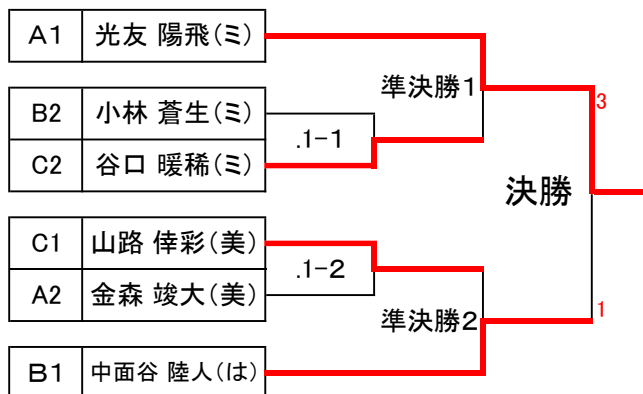 A1 光友 陽飛(ミ)
準決勝1
B2 小林 蒼生(ミ)
3
.1-1
C2 谷口 暖稀(ミ)
決勝
C1 山路 倖彩(美)
.1-2
A2 金森 竣大(美)
準決勝2
1
B1 中面谷 陸人(は)